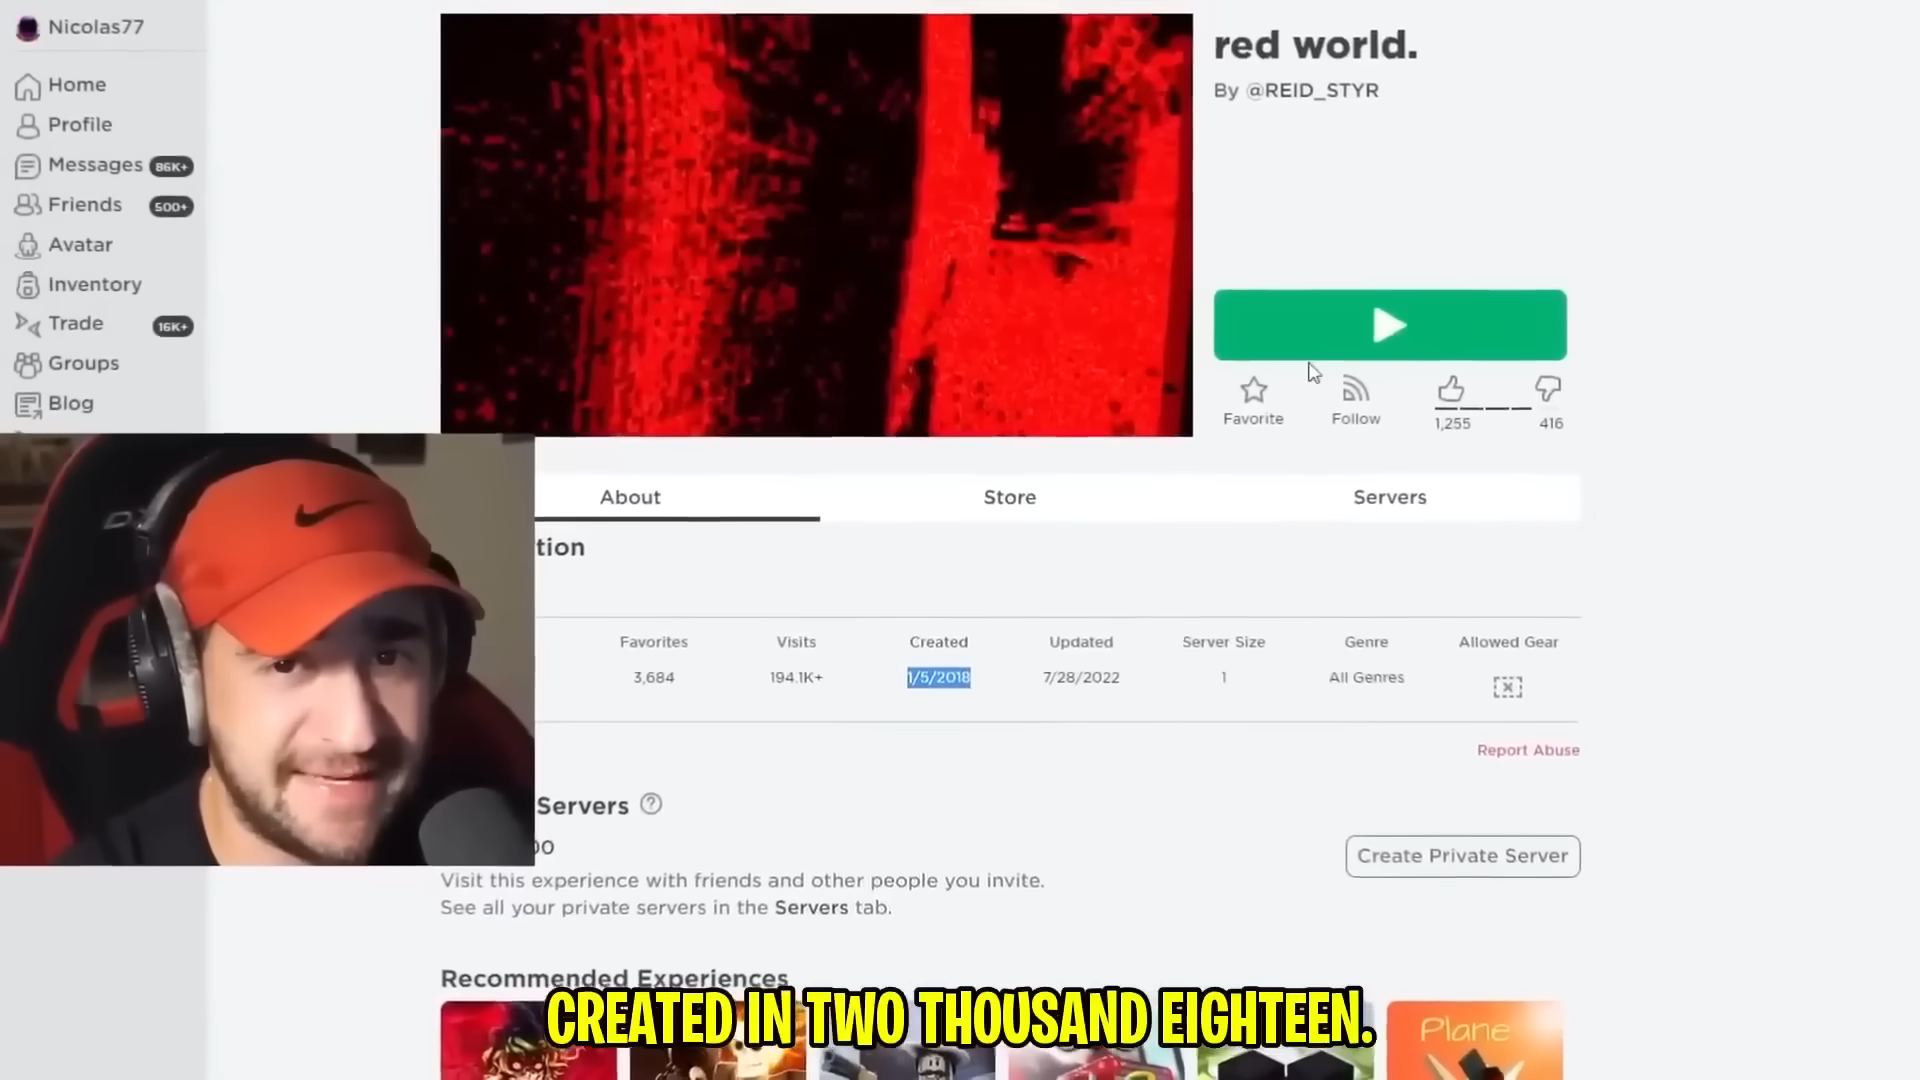 Nicolas77
Home
Profile
Messages 86K+
Friends 500+
Avatar
Inventory
Trade 16K+
Groups
Blog
red world.
By @REID_STYR
Favorite
Follow
1,255
416
About
Store
Servers
tion
Favorites
Visits
Created
Updated
Server Size
Genre
Allowed Gear
3,684
194.1K+
1/5/2018
7/28/2022
1
All Genres
Report Abuse
Servers
00
Create Private Server
Visit this experience with friends and other people you invite.
See all your private servers in the Servers tab.
Recommended Experiences
CREATED IN TWO THOUSAND EIGHTEEN.
Plane